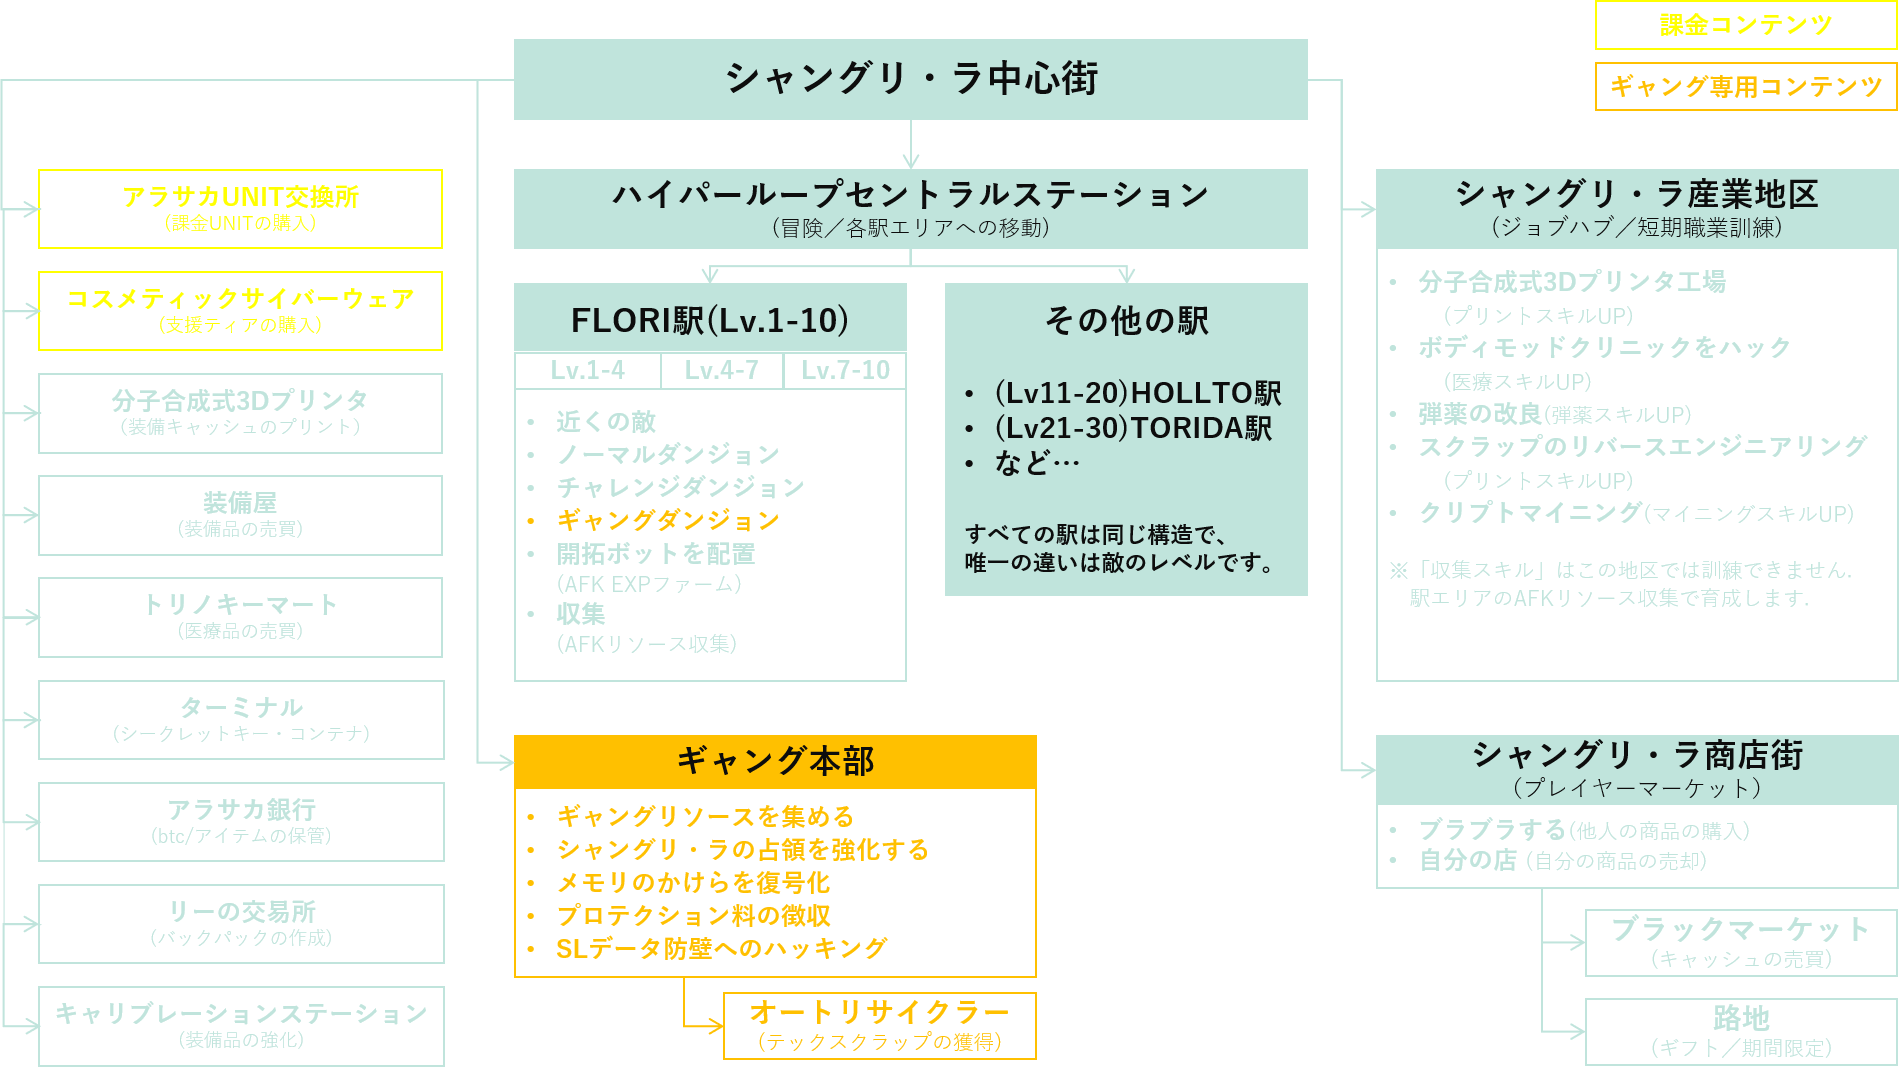 課金コンテンツ
ギャング専用コンテンツ
シャングリ・ラ中心街
アラサカUNIT交換所
(課金UNITの購入)
コスメティックサイバーウェア
(支援ティアの購入)
分子合成式3Dプリンタ
(装備キャッシュのプリント)
装備屋
(装備品の売買)
トリノキーマート
(医療品の売買)
ターミナル
(シークレットキー・コンテナ)
アラサカ銀行
(btc/アイテムの保管)
リーの交易所
(バックパックの作成)
キャリブレーションステーション
(装備品の強化)
ハイパーループセントラルステーション
(冒険／各駅エリアへの移動)
FLORI駅(Lv.1-10)
Lv.1-4 Lv.4-7 Lv.7-10
• 近くの敵
• ノーマルダンジョン
• チャレンジダンジョン
• ギャングダンジョン
• 開拓ボットを配置
(AFK EXPファーム)
• 収集
(AFKリソース収集)
その他の駅
• (Lv11-20)HOLLTO駅
• (Lv21-30)TORIDA駅
• など…
すべての駅は同じ構造で、
唯一の違いは敵のレベルです。
ギャング本部
• ギャングリソースを集める
• シャングリ・ラの占領を強化する
• メモリのかけらを復号化
• プロテクション料の徴収
• SLデータ防壁へのハッキング
オートリサイクラー
(テックスクラップの獲得)
シャングリ・ラ産業地区
(ジョブハブ／短期職業訓練)
• 分子合成式3Dプリンタ工場
(プリントスキルUP)
• ボディモッドクリニックをハック
(医療スキルUP)
• 弾薬の改良(弾薬スキルUP)
• スクラップのリバースエンジニアリング
(プリントスキルUP)
• クリプトマイニング(マイニングスキルUP)
※「収集スキル」はこの地区では訓練できません.
駅エリアのAFKリソース収集で育成します.
シャングリ・ラ商店街
(プレイヤーマーケット)
• ブラブラする(他人の商品の購入)
• 自分の店 (自分の商品の売却)
ブラックマーケット
(キャッシュの売買)
路地
(ギフト／期間限定)